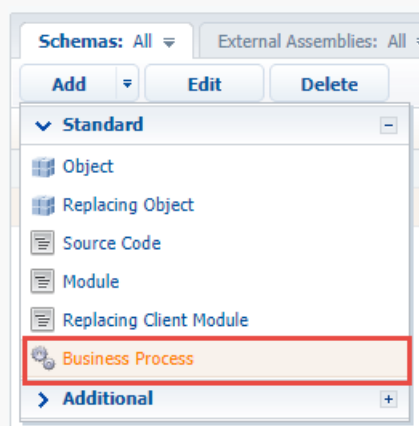 Schemas: All External Assemblies: All
Add Edit Delete
Standard
Object
Replacing Object
Source Code
Module
Replacing Client Module
Business Process
Additional